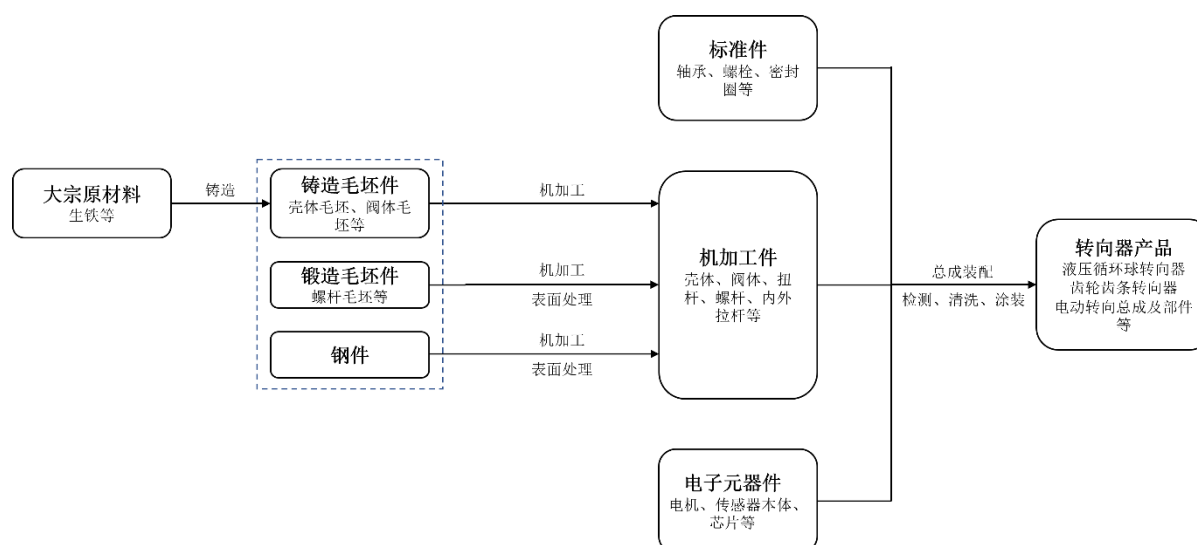 标准件
轴承、螺栓、密封
圈等
大宗原材料
生铁等
铸造
铸造毛坯件
壳体毛坯、阀体毛
坯等
机加工
锻造毛坯件
螺杆毛坯等
机加工
表面处理
钢件
机加工
表面处理
机加工件
壳体、阀体、扭
杆、螺杆、内外
拉杆等
电子元器件
电机、传感器本体、
芯片等
总成装配
检测、清洗、涂装
转向器产品
液压循环球转向器
齿轮齿条转向器
电动转向总成及部件
等